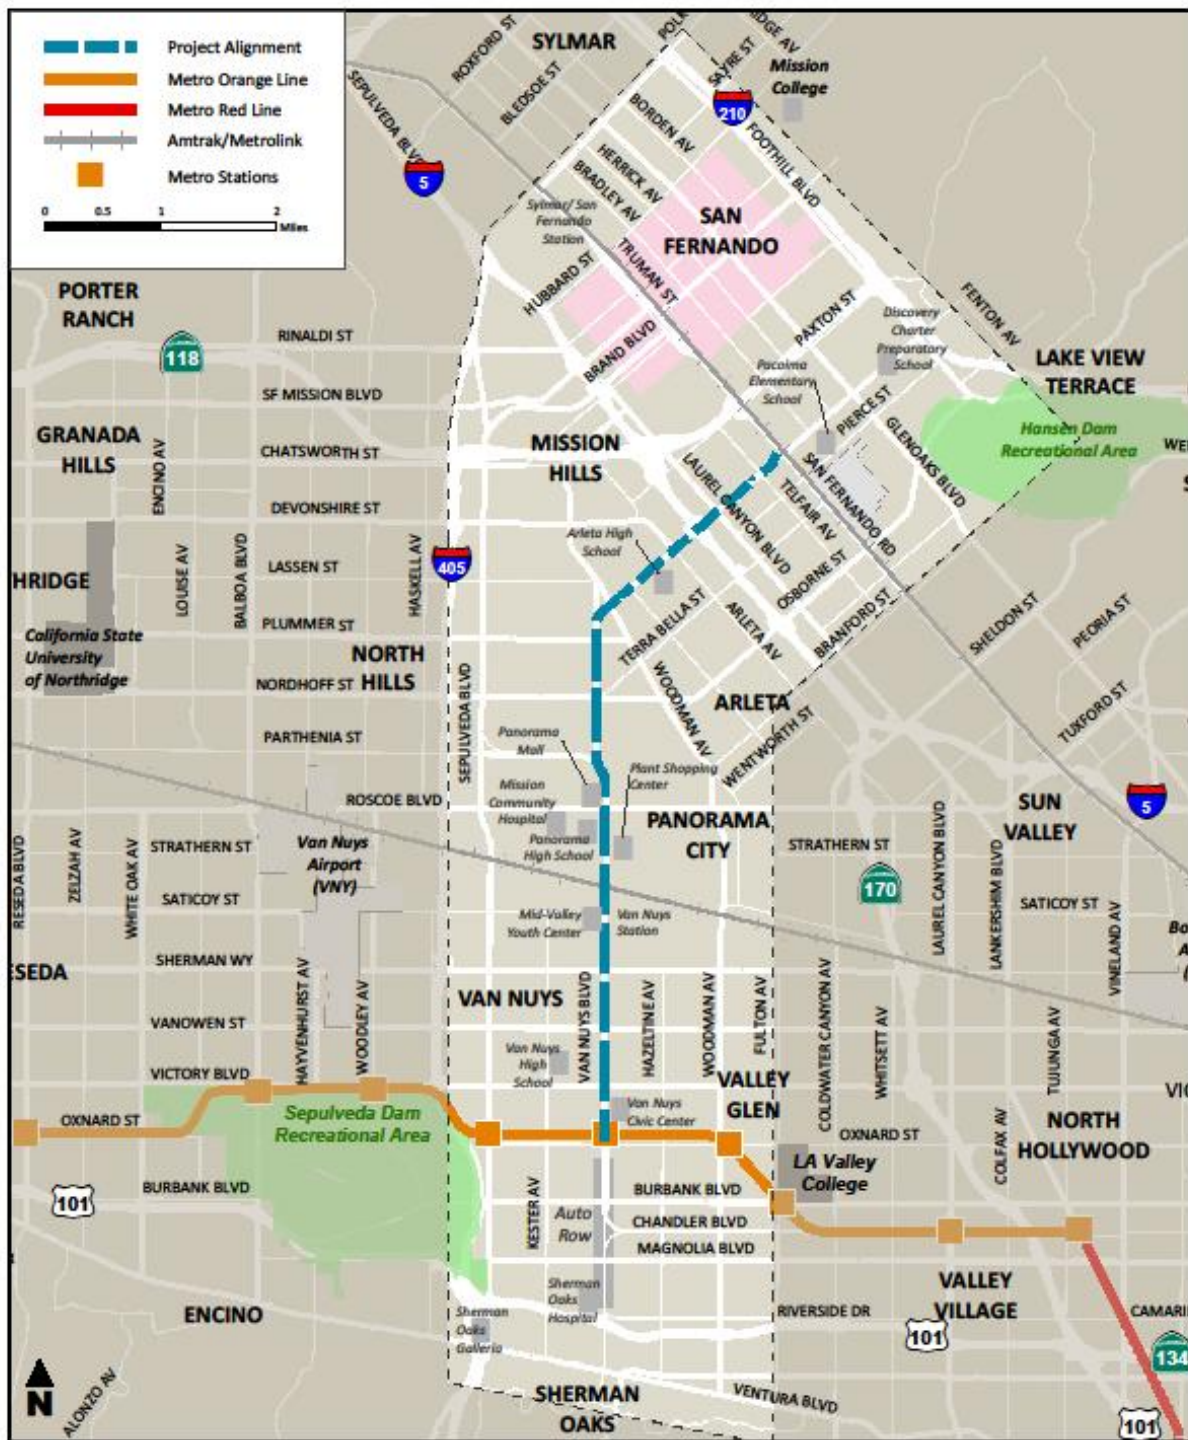 Project Alignment
Metro Orange Line
Metro Red Line
Amtrak/Metrolink
Metro Stations
0 0.5 1 2
Miles
SYLMAR
ROXFORD ST
BLEDSOE ST
SEPULVEDA BLVD
5
SAYRE ST
Mission
College
210
BORDEN AV
FOOTHILL BLVD
HERRICK AV
BRADLEY AV
Sylmar/ San
Fernando
Station
SAN
FERNANDO
TRUMAN ST
HUBBARD ST
PORTER
RANCH
118
RINALDI ST
BRAND BLVD
PAXTON ST
FENTON AV
Discovery
Charter
Preparatory
School
Pacoima
Elementary
School
LAKE VIEW
TERRACE
SF MISSION BLVD
PIERCE ST
GLENOAKS BLVD
Hansen Dam
Recreational Area
GRANADA
HILLS
ENCINO AV
CHATSWORTH ST
MISSION
HILLS
LAUREL CANYON BLVD
TELFAIR AV
SAN FERNANDO RD
DEVONSHIRE ST
Arleta High
School
HRIDGE
LOUISE AV
BALBOA BLVD
LASSEN ST
HASKELL AV
405
OSBORNE ST
BRANFORD ST
ARLETA AV
TERRA BELLA ST
SHELDON ST
PEORIA ST
PLUMMER ST
California State
University
of Northridge
NORTH
HILLS
NORDHOFF ST
SEPULVEDA BLVD
WOODMAN AV
ARLETA
WENTWORTH ST
TUXFORD ST
PARTHENIA ST
Panorama
Mall
Plant Shopping
Center
ROSCOE BLVD
Mission
Community
Hospital
Panorama
High School
PANORAMA
CITY
SUN
VALLEY
5
RESEDA BLVD
ZELZAH AV
WHITE OAK AV
STRATHERN ST
Van Nuys
Airport
(VNY)
STRATHERN ST
170
LAUREL CANYON BLVD
LANKERSHIM BLVD
SATICOY ST
SATICOY ST
VINELAND AV
Mid-Valley
Youth Center
Van Nuys
Station
ESEDA
SHERMAN WY
HAYVENHURST AV
WOODLEY AV
VAN NUYS
VAN NUYS BLVD
HAZELTINE AV
WOODMAN AV
FULTON AV
COLDWATER CANYON AV
WHITSETT AV
TUJUNGA AV
VANOWEN ST
Van Nuys
High
School
VICTORY BLVD
VALLEY
GLEN
OXNARD ST
Sepulveda Dam
Recreational Area
Van Nuys
Civic Center
OXNARD ST
COLFAX AV
NORTH
HOLLYWOOD
LA Valley
College
101
BURBANK BLVD
KESTER AV
Auto
Row
BURBANK BLVD
CHANDLER BLVD
MAGNOLIA BLVD
VALLEY
VILLAGE
ENCINO
Sherman
Oaks
Hospital
Sherman
Oaks
Galleria
RIVERSIDE DR
101
134
N
ALONZO AV
SHERMAN
OAKS
VENTURA BLVD
101